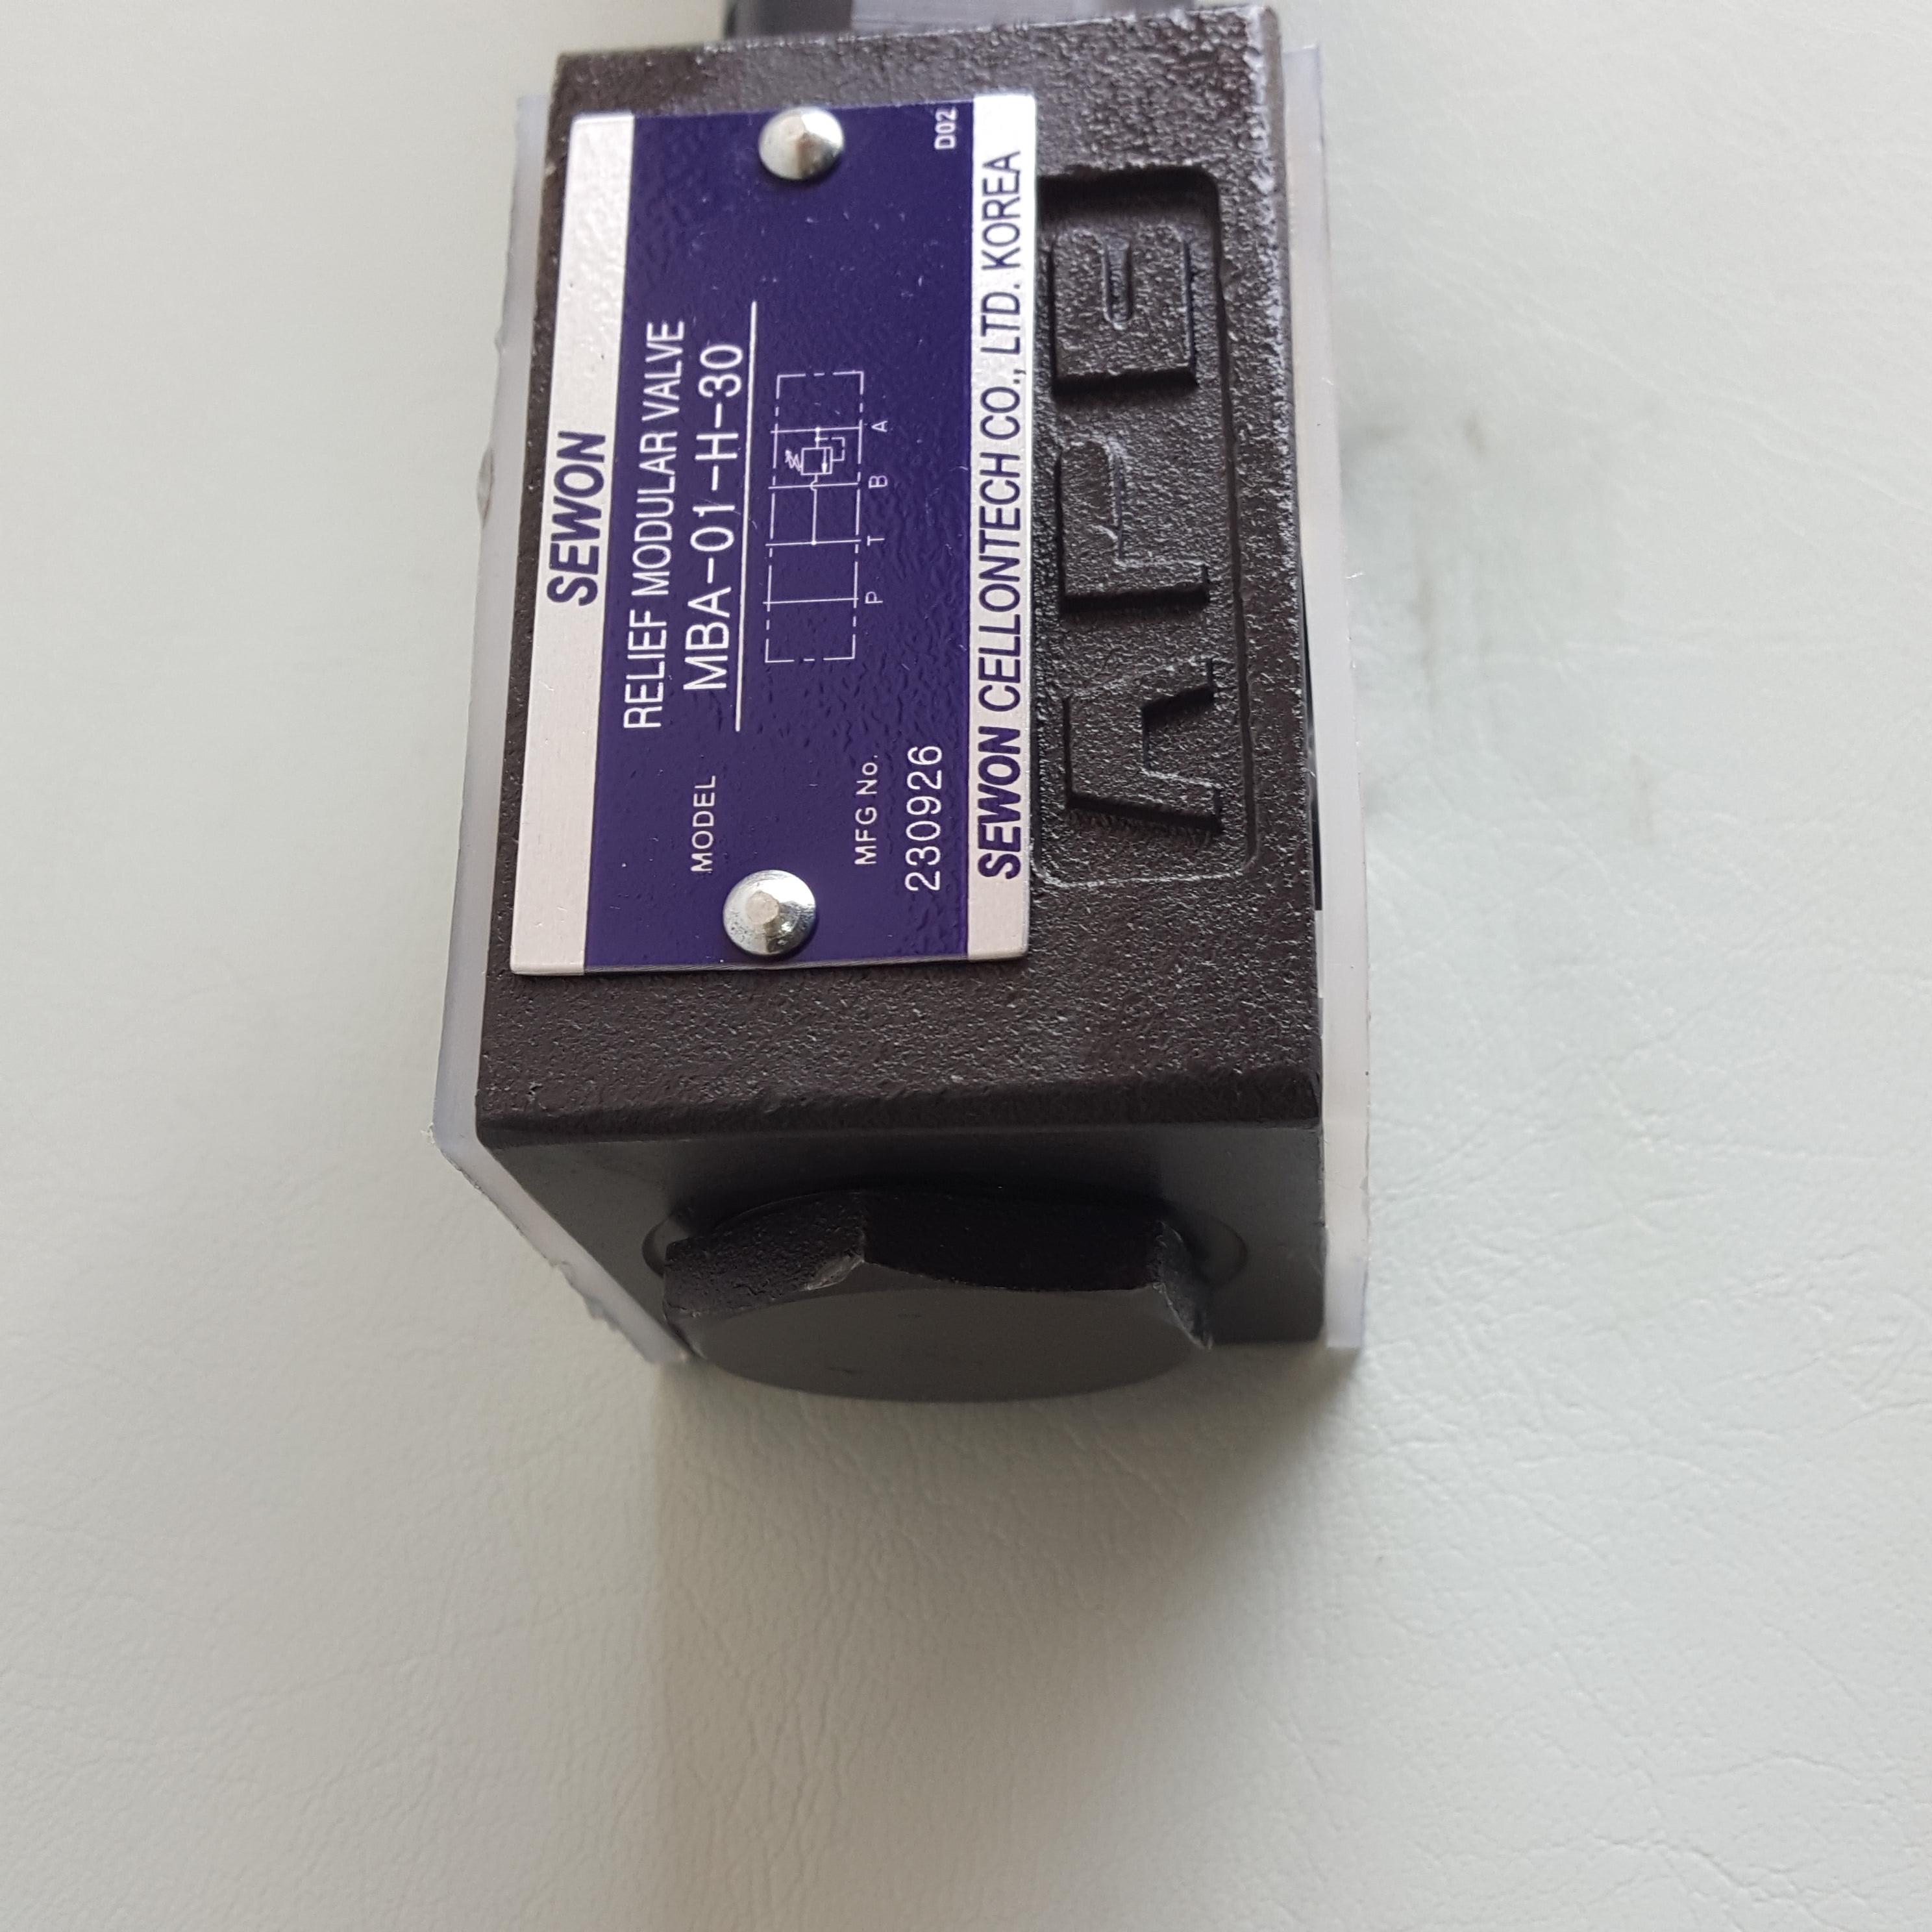 SEWON
RELIEF MODULAR VALVE
MODEL MBA-01-H-30
P T B A
MFG No.
230926
D02
SEWON CELLONTECH CO., LTD. KOREA